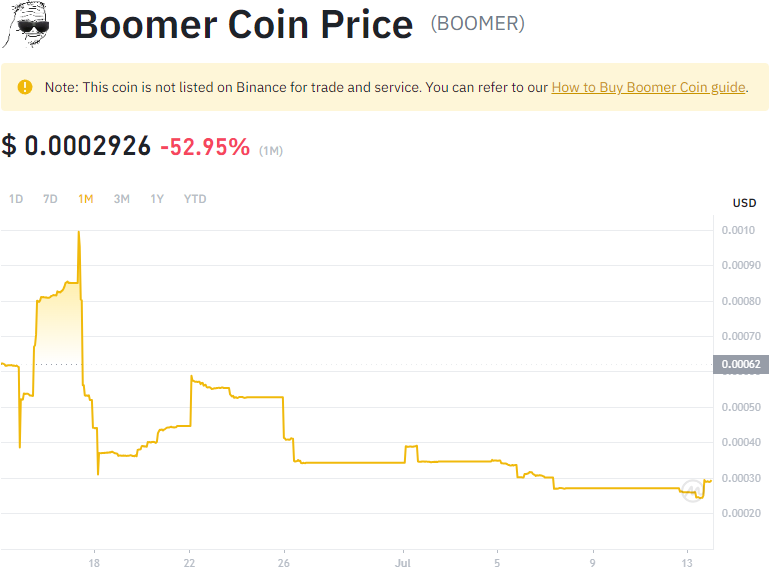 Boomer Coin Price (BOOMER)
Note: This coin is not listed on Binance for trade and service. You can refer to our How to Buy Boomer Coin guide.
$ 0.0002926 -52.95% (1M)
1D 7D 1M 3M 1Y YTD
USD
0.0010
0.00090
0.00080
0.00070
0.00062
0.00050
0.00040
0.00030
0.00020
18 22 26 Jul 5 9 13